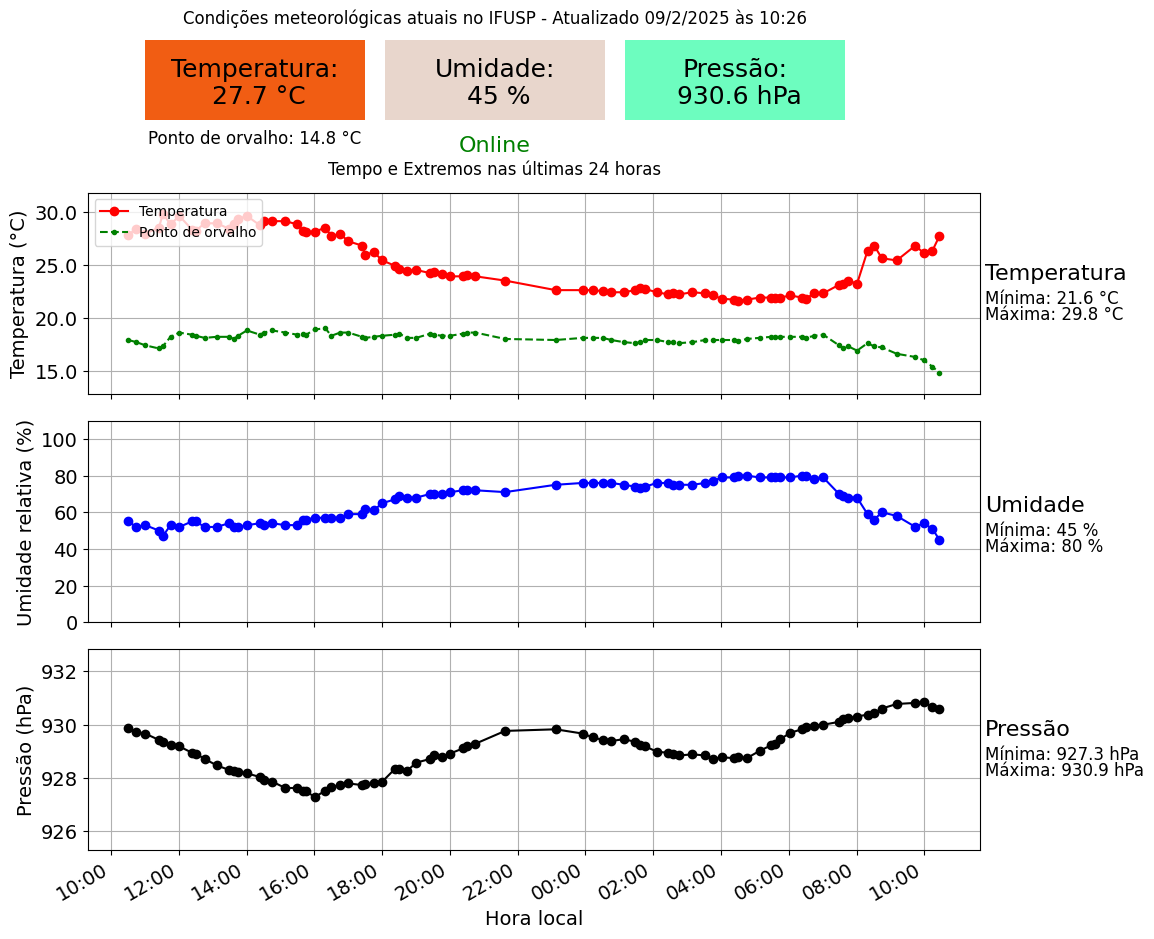 Condições meteorológicas atuais no IFUSP - Atualizado 09/2/2025 às 10:26
Temperatura:
27.7 °C
Umidade:
45 %
Pressão:
930.6 hPa
Ponto de orvalho: 14.8 °C
Online
Tempo e Extremos nas últimas 24 horas
Temperatura (°C)
30.0
25.0
20.0
15.0
Temperatura
Ponto de orvalho
Temperatura
Mínima: 21.6 °C
Máxima: 29.8 °C
Umidade relativa (%)
100
80
60
40
20
0
Umidade
Mínima: 45 %
Máxima: 80 %
Pressão (hPa)
932
930
928
926
Pressão
Mínima: 927.3 hPa
Máxima: 930.9 hPa
10:00
12:00
14:00
16:00
18:00
20:00
22:00
00:00
02:00
04:00
06:00
08:00
10:00
Hora local